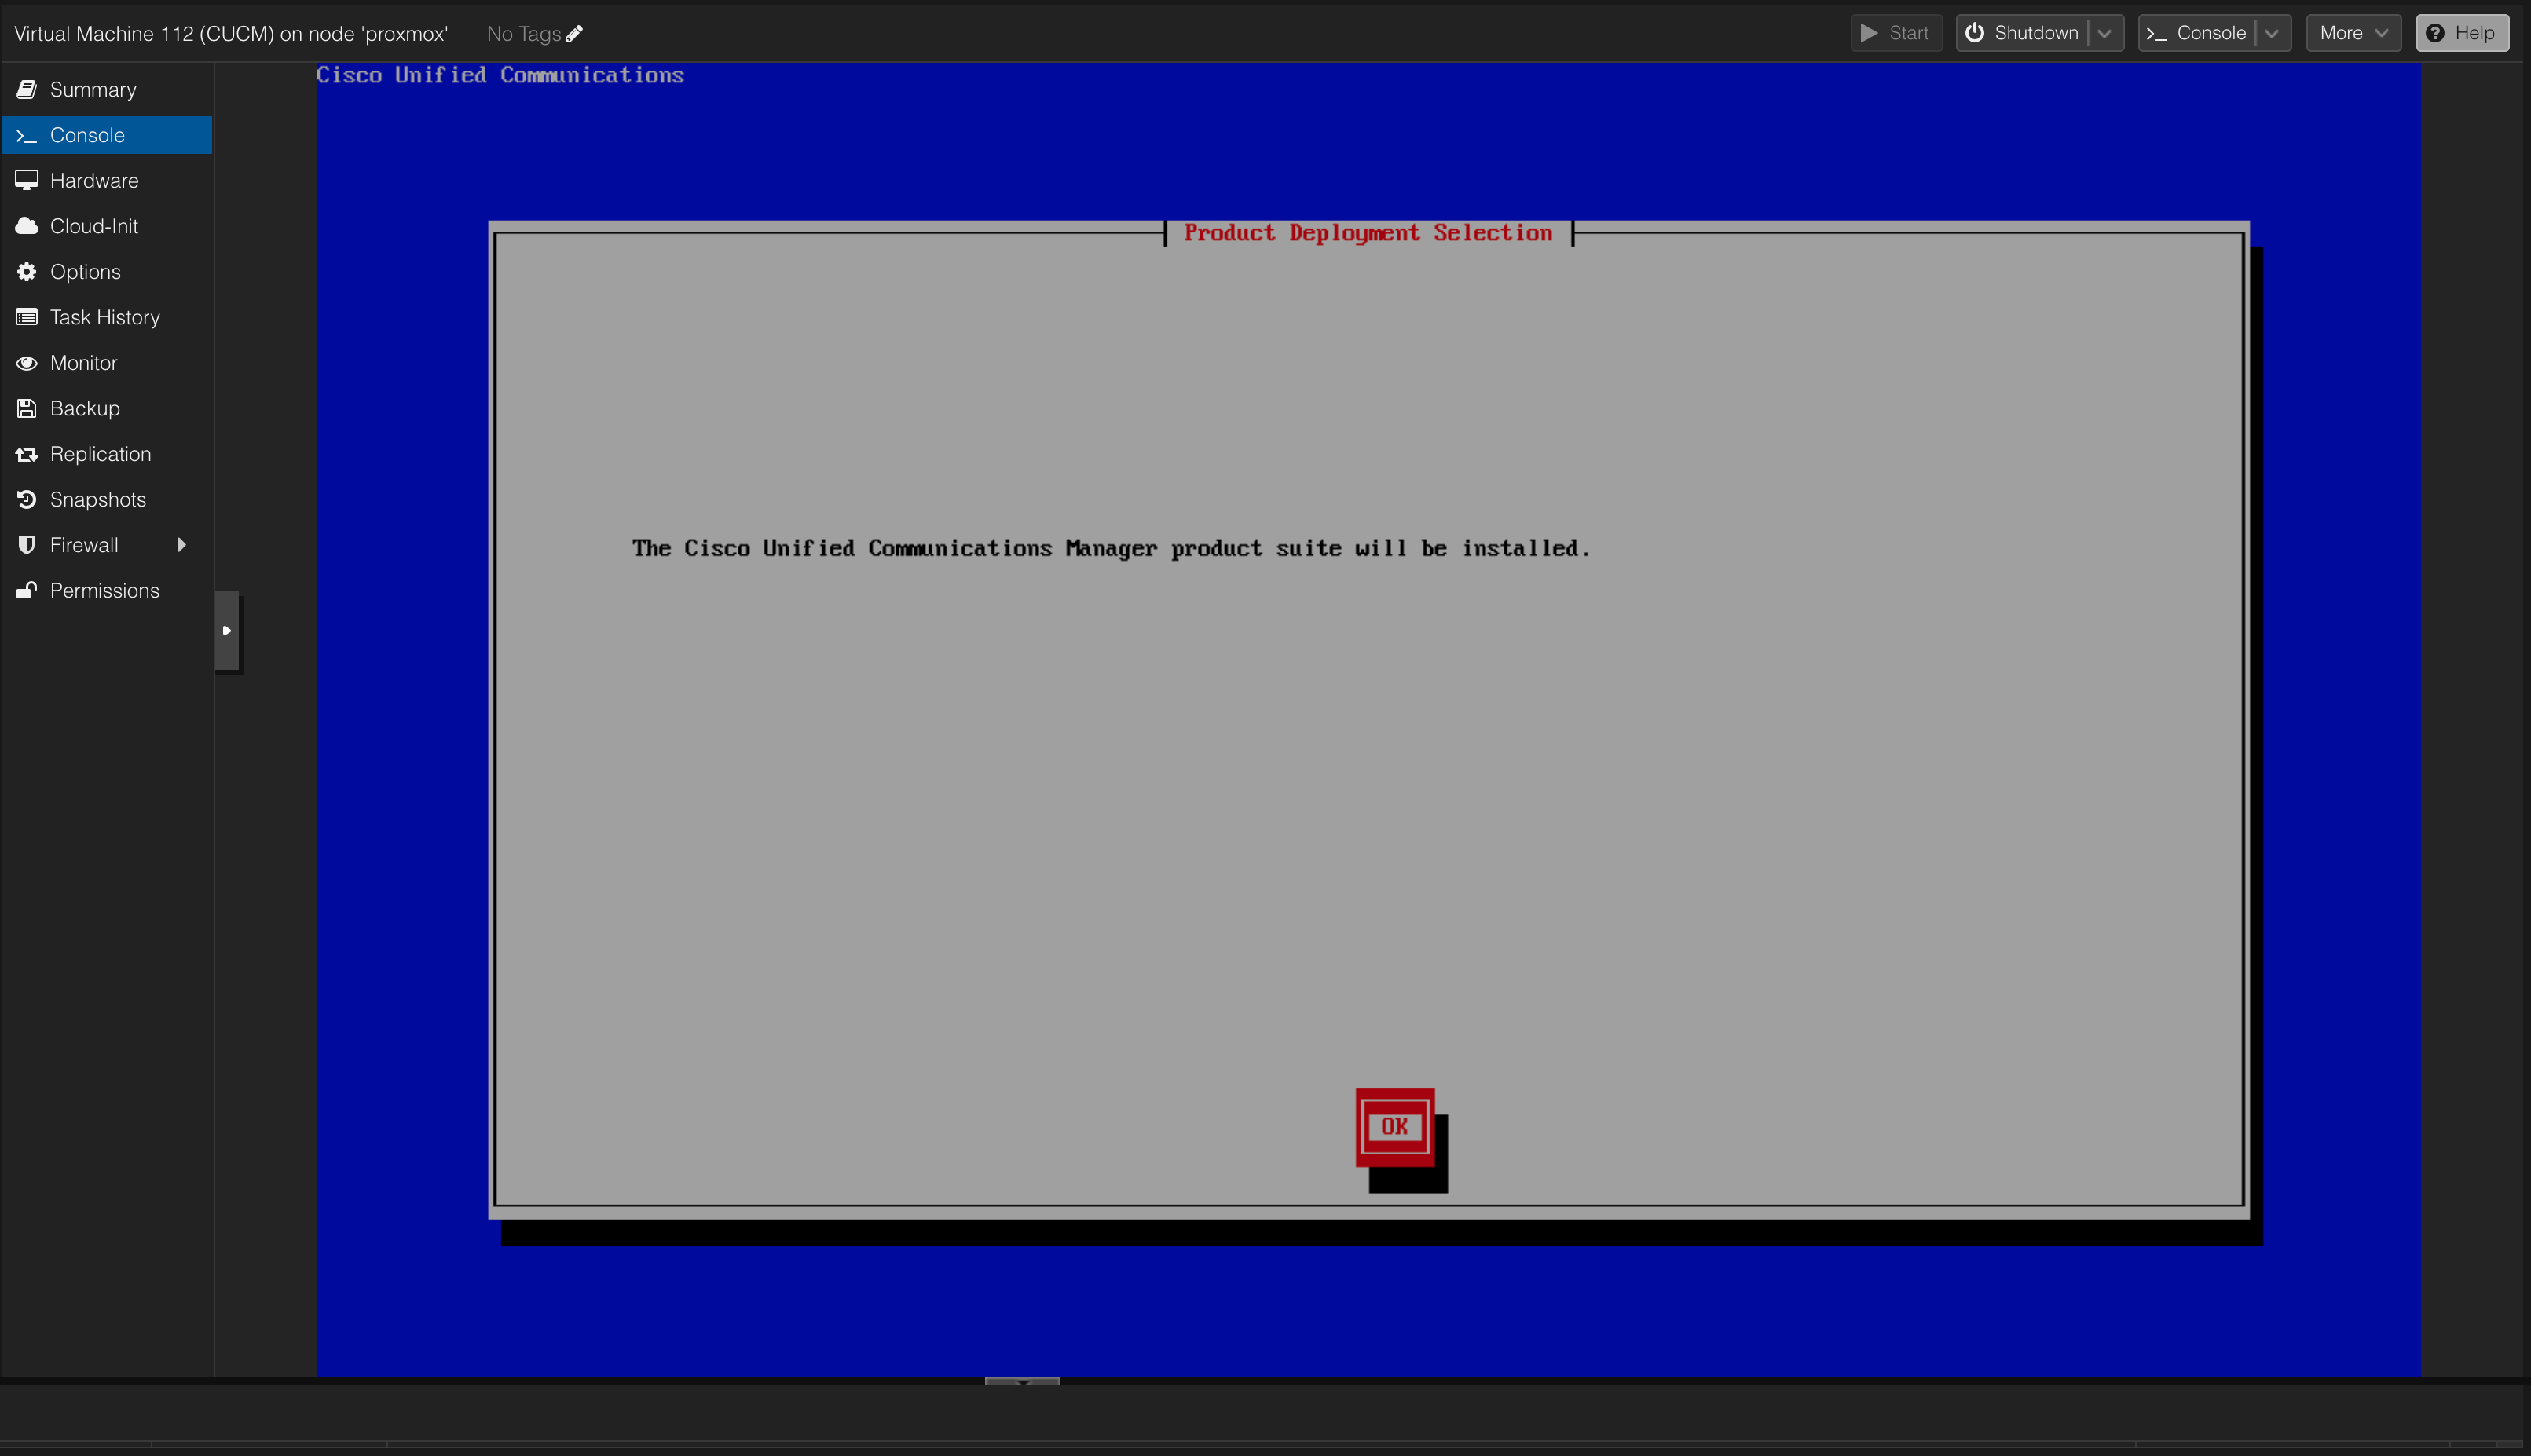 Virtual Machine 112 (CUCM) on node 'proxmox' No Tags Start Shutdown Console More Help
Summary
Console
Hardware
Cloud-Init
Options
Task History
Monitor
Backup
Replication
Snapshots
Firewall
Permissions
Cisco Unified Communications
Product Deployment Selection
The Cisco Unified Communications Manager product suite will be installed.
OK